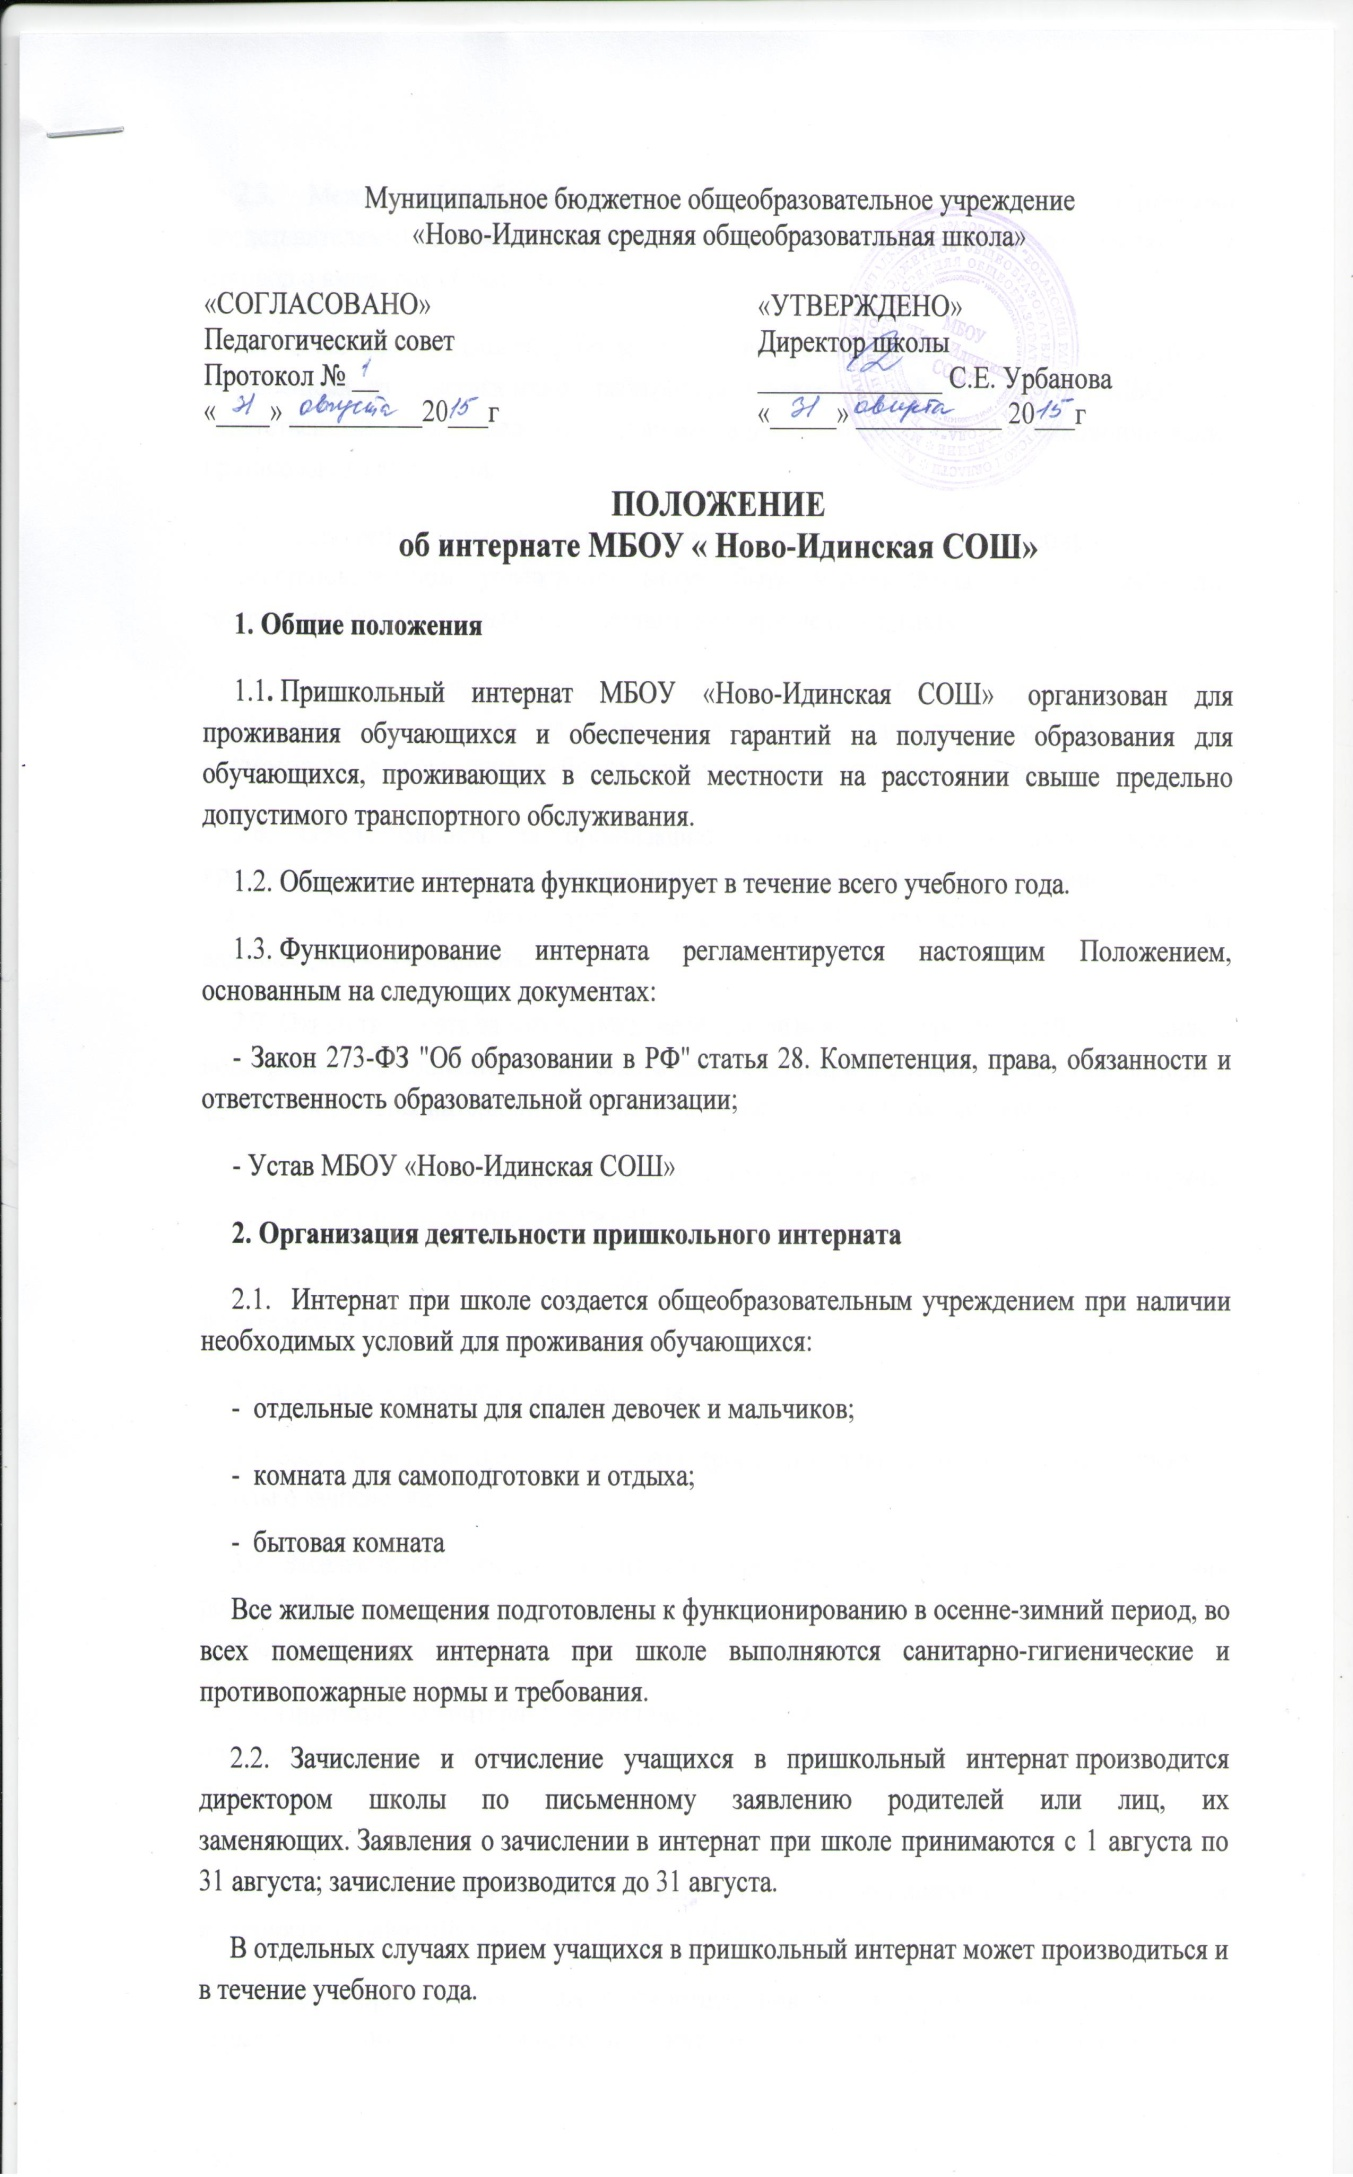 Муниципальное бюджетное общеобразовательное учреждение
«Ново-Идинская средняя общеобразоватльная школа»
«СОГЛАСОВАНО»
Педагогический совет
Протокол № 1
«31» августа 2015 г
«УТВЕРЖДЕНО»
Директор школы
МБОУ
СОШ
С.Е. Урбанова
«31» августа 2015 г
ПОЛОЖЕНИЕ
об интернате МБОУ « Ново-Идинская СОШ»
1. Общие положения
1.1. Пришкольный интернат МБОУ «Ново-Идинская СОШ» организован для
проживания обучающихся и обеспечения гарантий на получение образования для
обучающихся, проживающих в сельской местности на расстоянии свыше предельно
допустимого транспортного обслуживания.
1.2. Общежитие интерната функционирует в течение всего учебного года.
1.3. Функционирование интерната регламентируется настоящим Положением,
основанным на следующих документах:
- Закон 273-ФЗ "Об образовании в РФ" статья 28. Компетенция, права, обязанности и
ответственность образовательной организации;
- Устав МБОУ «Ново-Идинская СОШ»
2. Организация деятельности пришкольного интерната
2.1. Интернат при школе создается общеобразовательным учреждением при наличии
необходимых условий для проживания обучающихся:
- отдельные комнаты для спален девочек и мальчиков;
- комната для самоподготовки и отдыха;
- бытовая комната
Все жилые помещения подготовлены к функционированию в осенне-зимний период, во
всех помещениях интерната при школе выполняются санитарно-гигиенические и
противопожарные нормы и требования.
2.2. Зачисление и отчисление учащихся в пришкольный интернат производится
директором школы по письменному заявлению родителей или лиц, их
заменяющих. Заявления о зачислении в интернат при школе принимаются с 1 августа по
31 августа; зачисление производится до 31 августа.
В отдельных случаях прием учащихся в пришкольный интернат может производиться и
в течение учебного года.